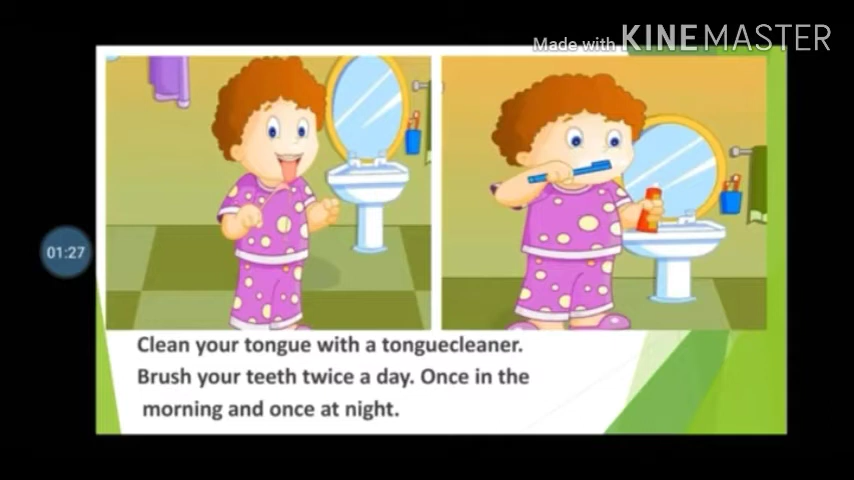 Made with KINEMASTER
01:27
Clean your tongue with a tonguecleaner.
Brush your teeth twice a day. Once in the
morning and once at night.